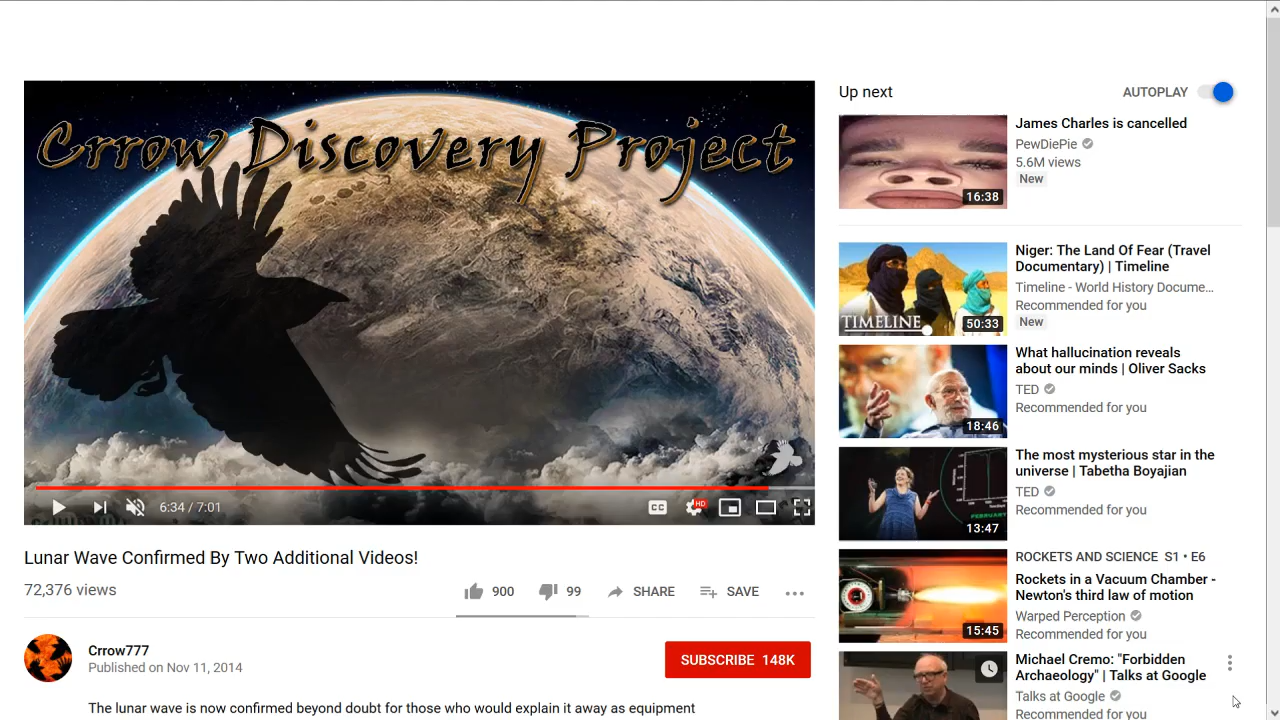 Crrow Discovery Project
6:34 / 7:01
CC
HD
Lunar Wave Confirmed By Two Additional Videos!
72,376 views
900
99
SHARE
SAVE
Crrow777
Published on Nov 11, 2014
SUBSCRIBE 148K
The lunar wave is now confirmed beyond doubt for those who would explain it away as equipment
Up next
AUTOPLAY
16:38
James Charles is cancelled
PewDiePie
5.6M views
New
TIMELINE
50:33
Niger: The Land Of Fear (Travel
Documentary) | Timeline
Timeline - World History Docume...
Recommended for you
New
18:46
What hallucination reveals
about our minds | Oliver Sacks
TED
Recommended for you
FEBRUAR
13:47
The most mysterious star in the
universe | Tabetha Boyajian
TED
Recommended for you
15:45
ROCKETS AND SCIENCE S1 • E6
Rockets in a Vacuum Chamber -
Newton's third law of motion
Warped Perception
Recommended for you
Michael Cremo: "Forbidden
Archaeology" | Talks at Google
Talks at Google
Recommended for you